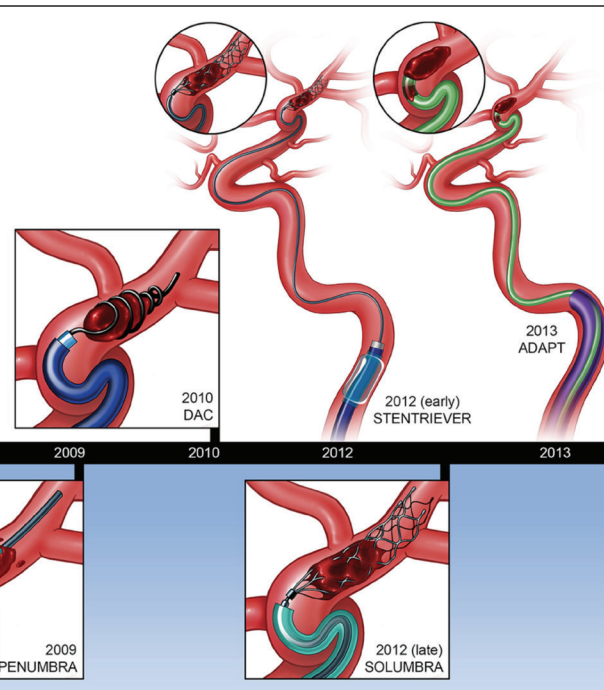 2010
DAC
2012 (early)
STENTRIEVER
2013
ADAPT
2009
2010
2012
2013
2009
PENUMBRA
2012 (late)
SOLUMBRA